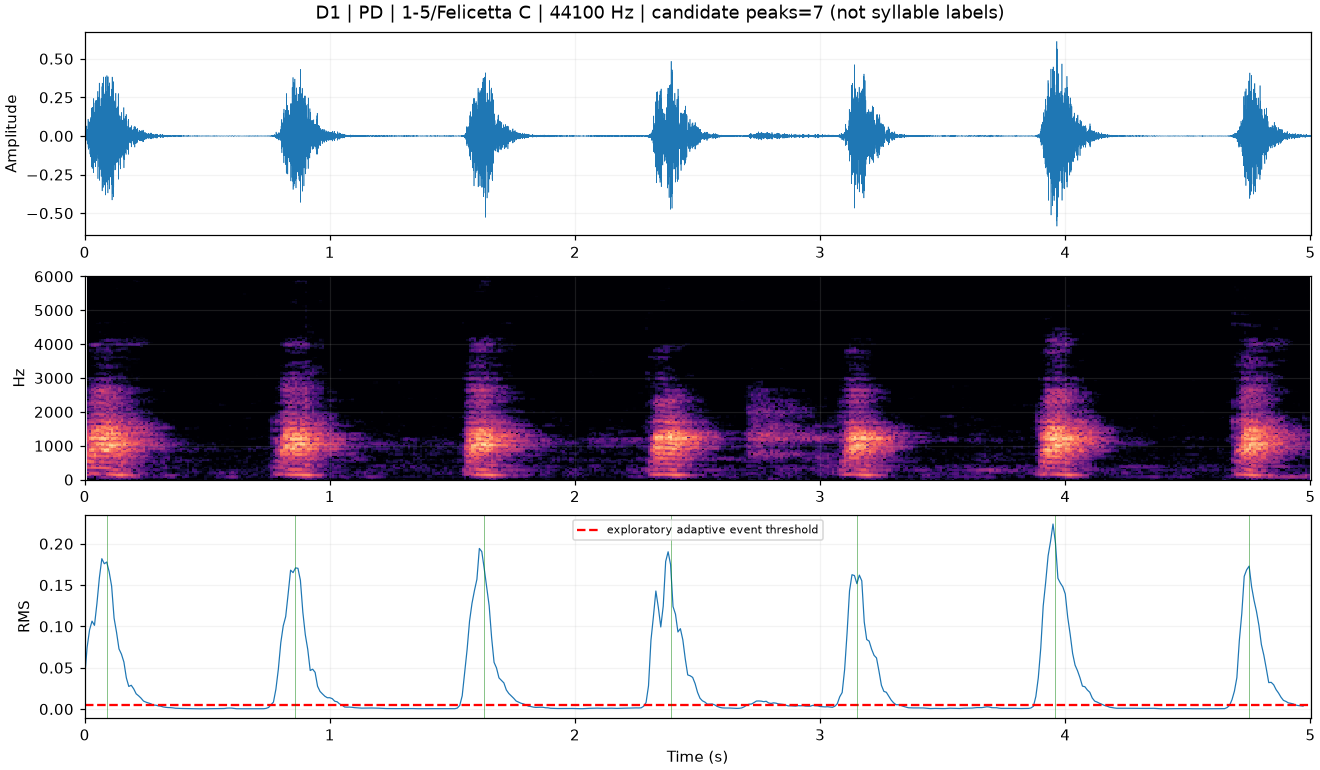 D1 | PD | 1-5/Felicetta C | 44100 Hz | candidate peaks=7 (not syllable labels)
Amplitude
0.50
0.25
0.00
−0.25
−0.50
0 1 2 3 4 5
Hz
6000
5000
4000
3000
2000
1000
0
0 1 2 3 4 5
exploratory adaptive event threshold
RMS
0.20
0.15
0.10
0.05
0.00
0 1 2 3 4 5
Time (s)